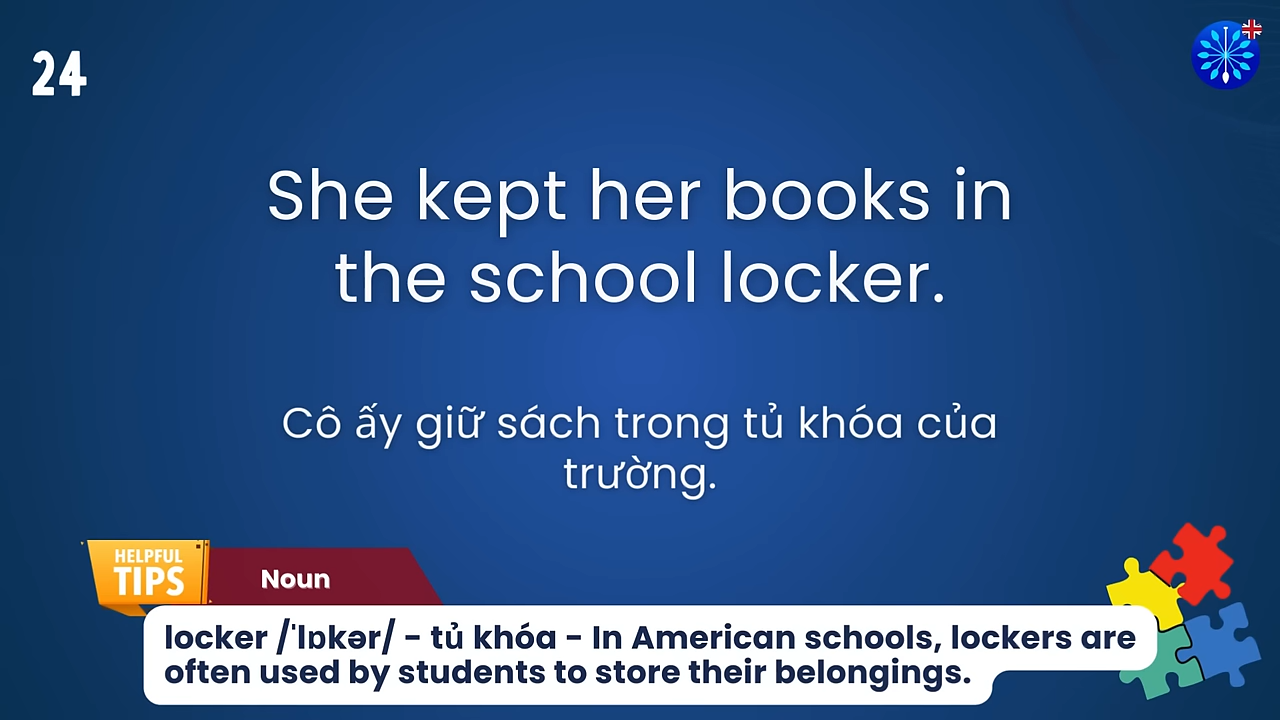 24
She kept her books in
the school locker.
Cô ấy giữ sách trong tủ khóa của
trường.
HELPFUL
TIPS
Noun
locker /ˈlɒkər/ - tủ khóa - In American schools, lockers are
often used by students to store their belongings.